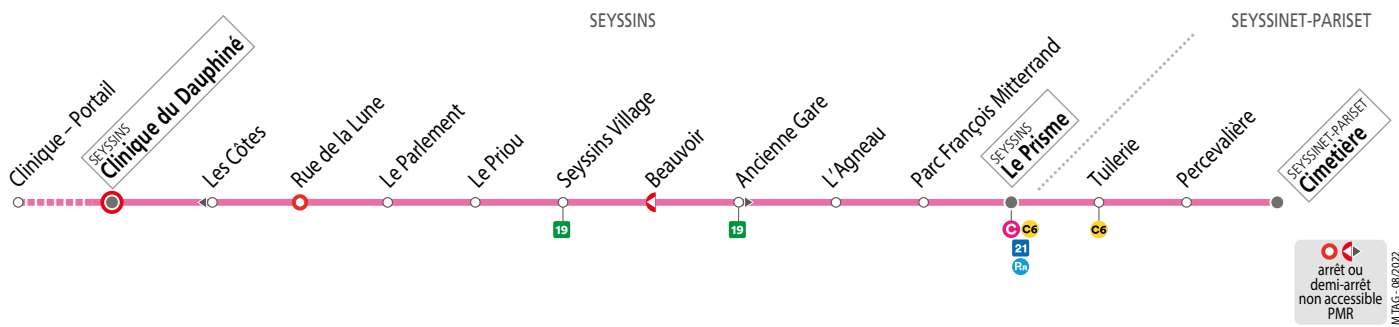 SEYSSINS
SEYSSINET-PARISET
Clinique – Portail
SEYSSINS
Clinique du Dauphiné
Les Côtes
Rue de la Lune
Le Parlement
Le Priou
Seyssins Village
Beauvoir
Ancienne Gare
L'Agneau
Parc François Mitterrand
SEYSSINS
Le Prisme
Tuilerie
Percevalière
SEYSSINET-PARISET
Cimetière
19
19
C C6
21
P+R
C6
arrêt ou
demi-arrêt
non accessible
PMR
M TAG - 08/2022